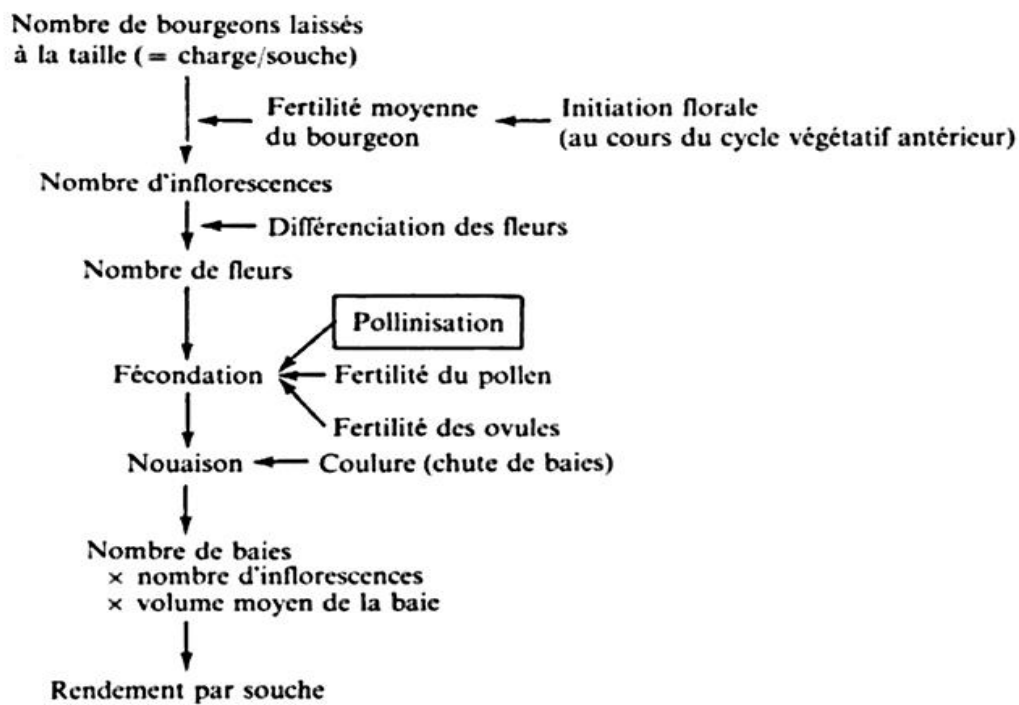 Nombre de bourgeons laissés
à la taille (= charge/souche)
Fertilité moyenne
du bourgeon
Initiation florale
(au cours du cycle végétatif antérieur)
Nombre d'inflorescences
Différenciation des fleurs
Nombre de fleurs
Pollinisation
Fécondation
Fertilité du pollen
Fertilité des ovules
Nouaison
Coulure (chute de baies)
Nombre de baies
× nombre d'inflorescences
× volume moyen de la baie
Rendement par souche